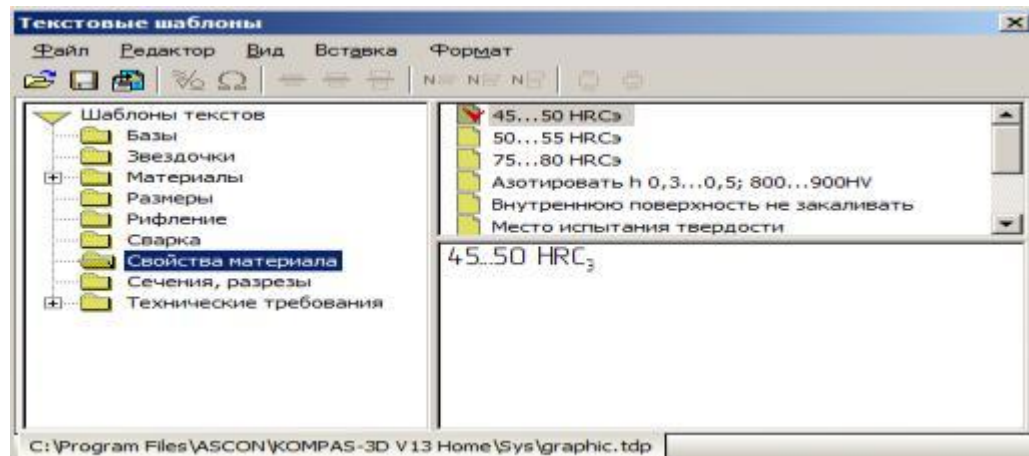 Текстовые шаблоны
Файл Редактор Вид Вставка Формат
N N N
Шаблоны текстов
Базы
Звездочки
Материалы
Размеры
Рифление
Сварка
Свойства материала
Сечения, разрезы
Технические требования
45...50 HRCэ
50...55 HRCэ
75...80 HRCэ
Азотировать h 0,3...0,5; 800...900HV
Внутреннюю поверхность не закаливать
Место испытания твердости
45...50 HRCэ
C:\Program Files\ASCON\KOMPAS-3D V13 Home\Sys\graphic.tdp